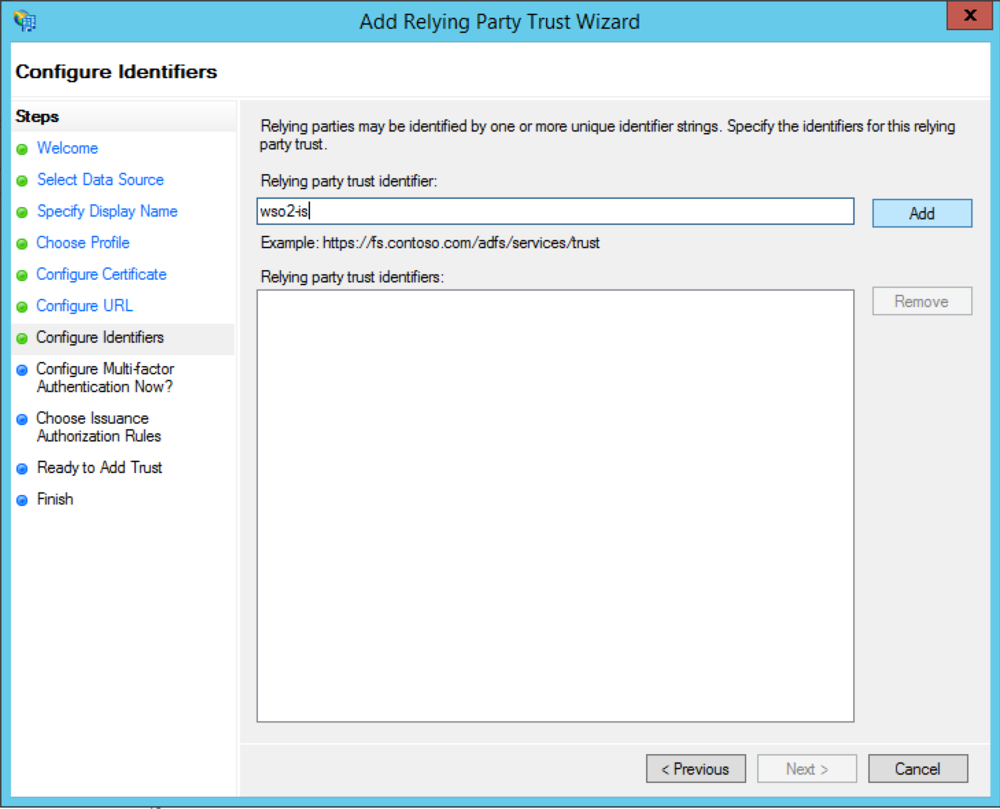 Add Relying Party Trust Wizard
X
Configure Identifiers
Steps
Welcome
Select Data Source
Specify Display Name
Choose Profile
Configure Certificate
Configure URL
Configure Identifiers
Configure Multi-factor
Authentication Now?
Choose Issuance
Authorization Rules
Ready to Add Trust
Finish
Relying parties may be identified by one or more unique identifier strings. Specify the identifiers for this relying
party trust.
Relying party trust identifier:
wso2-is
Add
Example: https://fs.contoso.com/adfs/services/trust
Relying party trust identifiers:
Remove
< Previous
Next >
Cancel